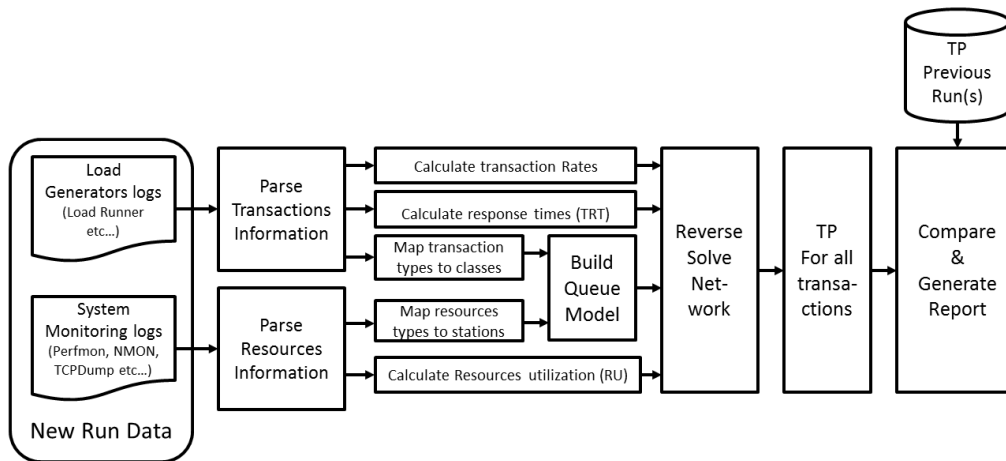 TP
Previous
Run(s)
Load
Generators logs
(Load Runner
etc...)
System
Monitoring logs
(Perfmon, NMON,
TCPDump etc...)
New Run Data
Parse
Transactions
Information
Parse
Resources
Information
Calculate transaction Rates
Calculate response times (TRT)
Map transaction
types to classes
Map resources
types to stations
Calculate Resources utilization (RU)
Build
Queue
Model
Reverse
Solve
Net-
work
TP
For all
transa-
ctions
Compare
&
Generate
Report